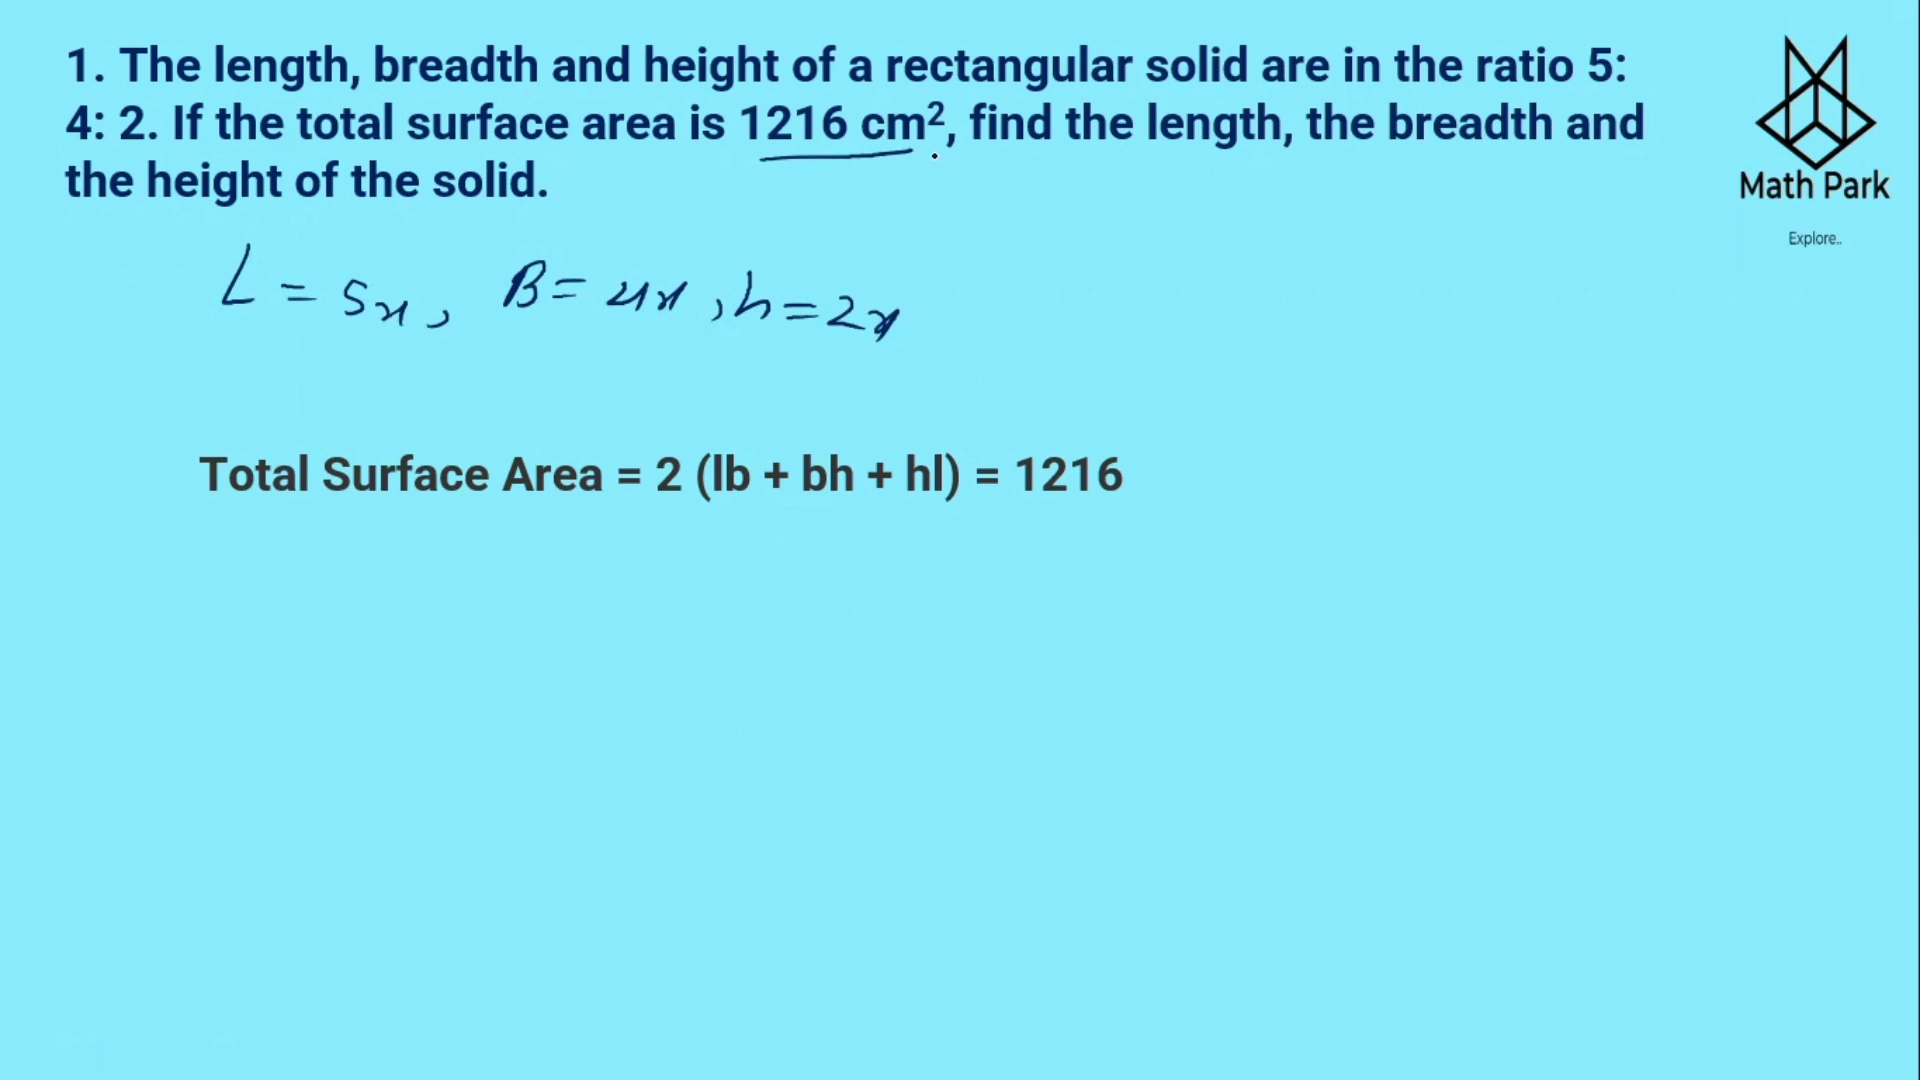 1. The length, breadth and height of a rectangular solid are in the ratio 5:
4: 2. If the total surface area is 1216 cm², find the length, the breadth and
the height of the solid.
Math Park
Explore..
L = 5x, B = 4x, h = 2x
Total Surface Area = 2 (lb + bh + hl) = 1216